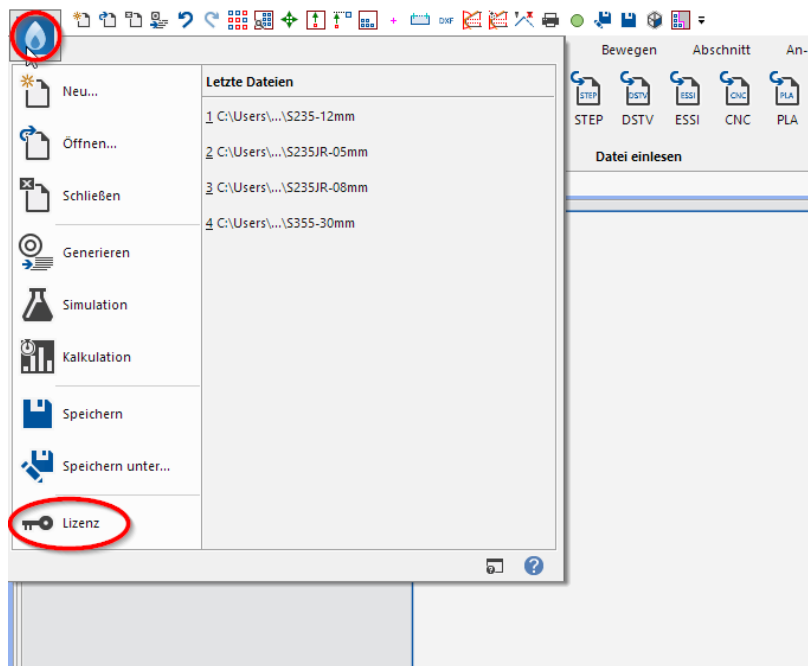 DXF
Bewegen Abschnitt An-
Neu...
Letzte Dateien
1 C:\Users\...\S235-12mm
2 C:\Users\...\S235JR-05mm
3 C:\Users\...\S235JR-08mm
4 C:\Users\...\S355-30mm
Öffnen...
Schließen
Generieren
Simulation
Kalkulation
Speichern
Speichern unter...
Lizenz
STEP DSTV ESSI CNC PLA
STEP DSTV ESSI CNC PLA
Datei einlesen